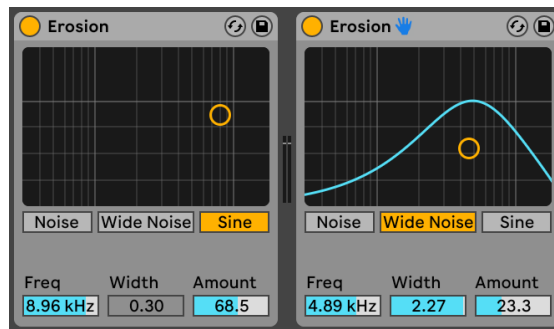 Erosion
Noise Wide Noise Sine
Freq Width Amount
8.96 kHz 0.30 68.5
Erosion
Noise Wide Noise Sine
Freq Width Amount
4.89 kHz 2.27 23.3